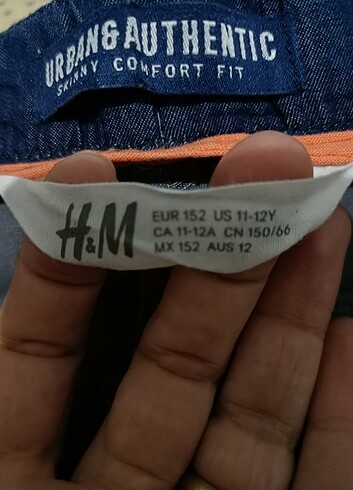 URBAN&AUTHENTIC
SKINNY COMFORT FIT
H&M
EUR 152 US 11-12Y
CA 11-12A CN 150/66
MX 152 AUS 12